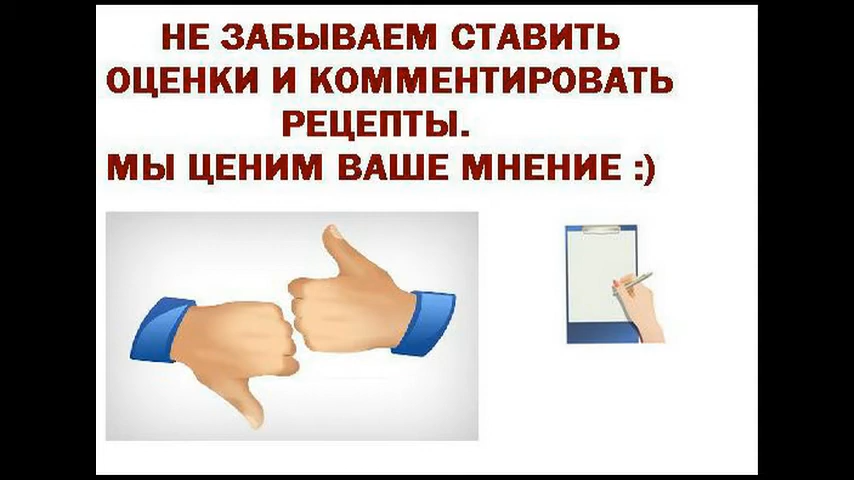 НЕ ЗАБЫВАЕМ СТАВИТЬ
ОЦЕНКИ И КОММЕНТИРОВАТЬ
РЕЦЕПТЫ.
МЫ ЦЕНИМ ВАШЕ МНЕНИЕ :)